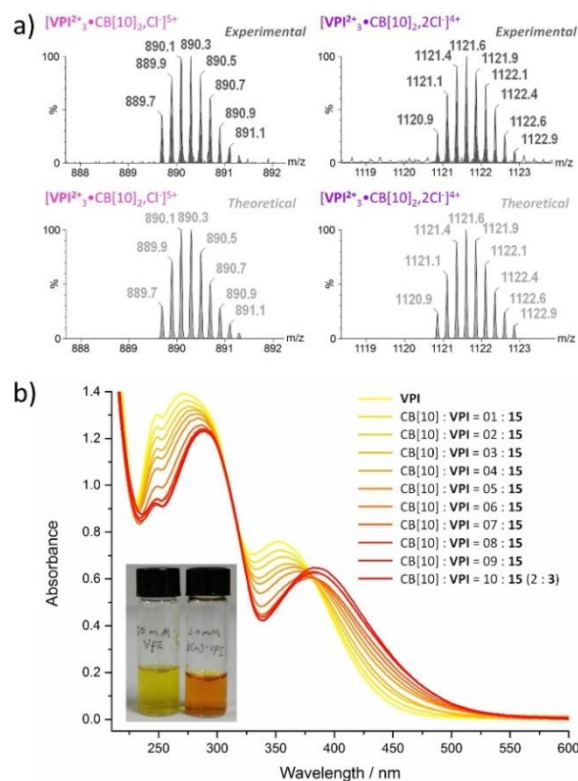 a)
[VPI²⁺₃•CB[10]₂,Cl⁻]⁵⁺
Experimental
889.7
889.9
890.1
890.3
890.5
890.7
890.9
891.1
100
%
0
888 889 890 891 892 m/z
[VPI²⁺₃•CB[10]₂,2Cl⁻]⁴⁺
Experimental
1120.9
1121.1
1121.4
1121.6
1121.9
1122.1
1122.4
1122.6
1122.9
100
%
0
1119 1120 1121 1122 1123 m/z
[VPI²⁺₃•CB[10]₂,Cl⁻]⁵⁺
Theoretical
889.7
889.9
890.1
890.3
890.5
890.7
890.9
891.1
100
%
0
888 889 890 891 892 m/z
[VPI²⁺₃•CB[10]₂,2Cl⁻]⁴⁺
Theoretical
1120.9
1121.1
1121.4
1121.6
1121.9
1122.1
1122.4
1122.6
1122.9
100
%
0
1119 1120 1121 1122 1123 m/z
b)
Absorbance
1.4
1.2
1.0
0.8
0.6
0.4
0.2
0.0
VPI
CB[10] : VPI = 01 : 15
CB[10] : VPI = 02 : 15
CB[10] : VPI = 03 : 15
CB[10] : VPI = 04 : 15
CB[10] : VPI = 05 : 15
CB[10] : VPI = 06 : 15
CB[10] : VPI = 07 : 15
CB[10] : VPI = 08 : 15
CB[10] : VPI = 09 : 15
CB[10] : VPI = 10 : 15 (2 : 3)
250 300 350 400 450 500 550 600
Wavelength / nm